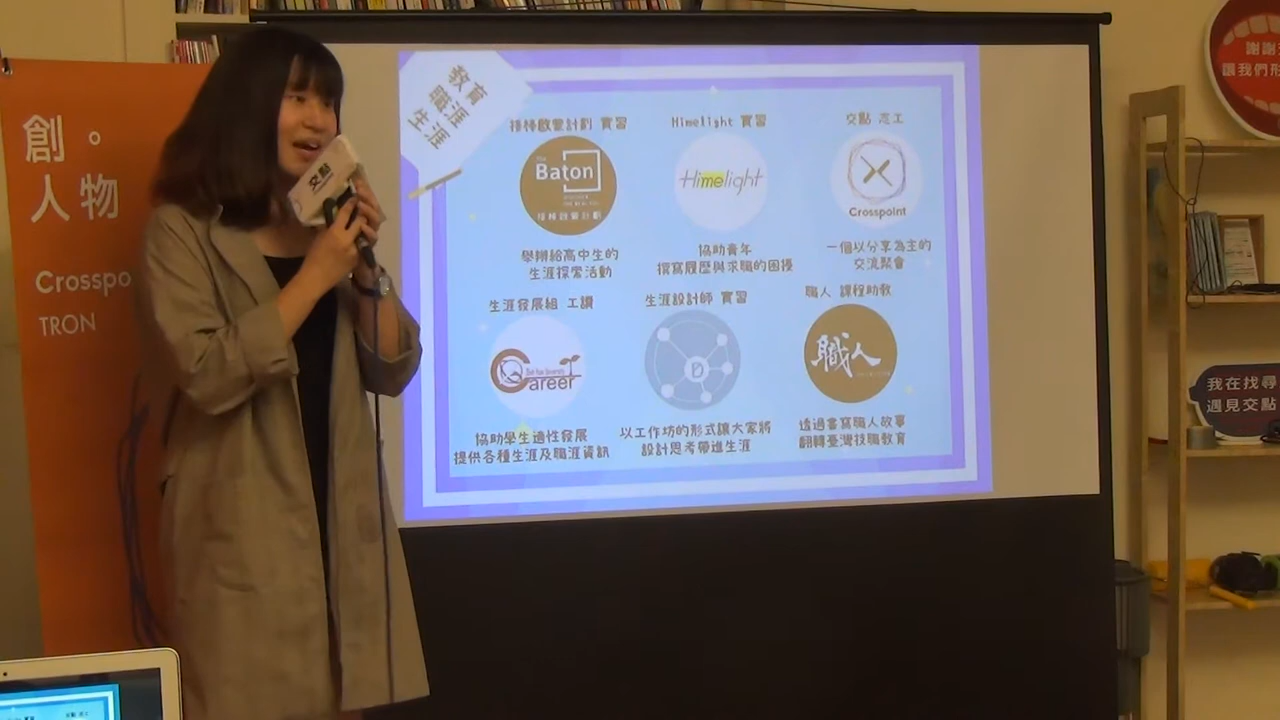 創。
人物
Crosspo
TRON
交點
教育
職涯
生涯
接棒啟業計劃 實習
The
Baton
接棒啟業計劃
舉辦給高中生的
生涯探索活動
Himelight 實習
Himelight
協助青年
撰寫履歷與求職的困擾
交點 志工
Crosspoint
一個以分享為主的
交流聚會
生涯發展組 工讀
Career
協助學生適性發展
提供各種生涯及職涯資訊
生涯設計師 實習
以工作坊的形式讓大家將
設計思考帶進生涯
職人 課程助教
職人
透過書寫職人故事
翻轉臺灣技職教育
謝謝
讓我們形
我在找尋
遇見交點